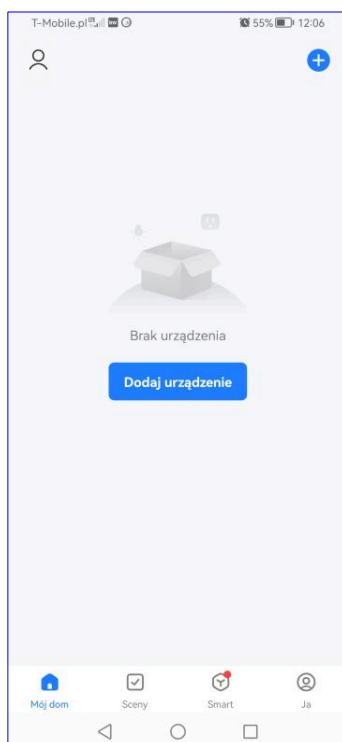 T-Mobile.pl 55% 12:06
Brak urządzenia
Dodaj urządzenie
Mój dom Sceny Smart Ja